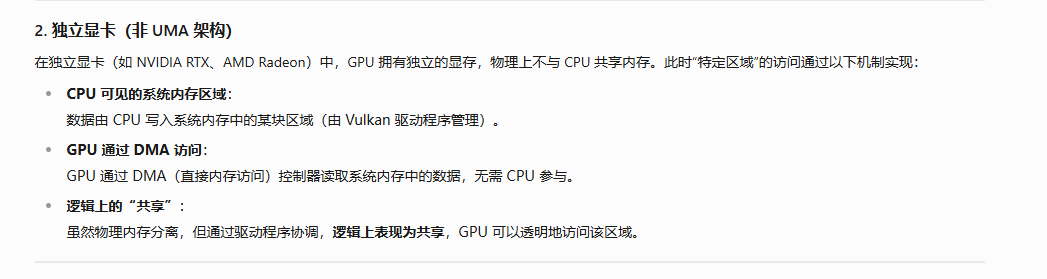 2. 独立显卡（非 UMA 架构）
在独立显卡（如 NVIDIA RTX、AMD Radeon）中，GPU 拥有独立的显存，物理上不与 CPU 共享内存。此时“特定区域”的访问通过以下机制实现：
• CPU 可见的系统内存区域：
数据由 CPU 写入系统内存中的某块区域（由 Vulkan 驱动程序管理）。
• GPU 通过 DMA 访问：
GPU 通过 DMA（直接内存访问）控制器读取系统内存中的数据，无需 CPU 参与。
• 逻辑上的“共享”：
虽然物理内存分离，但通过驱动程序协调，逻辑上表现为共享，GPU 可以透明地访问该区域。